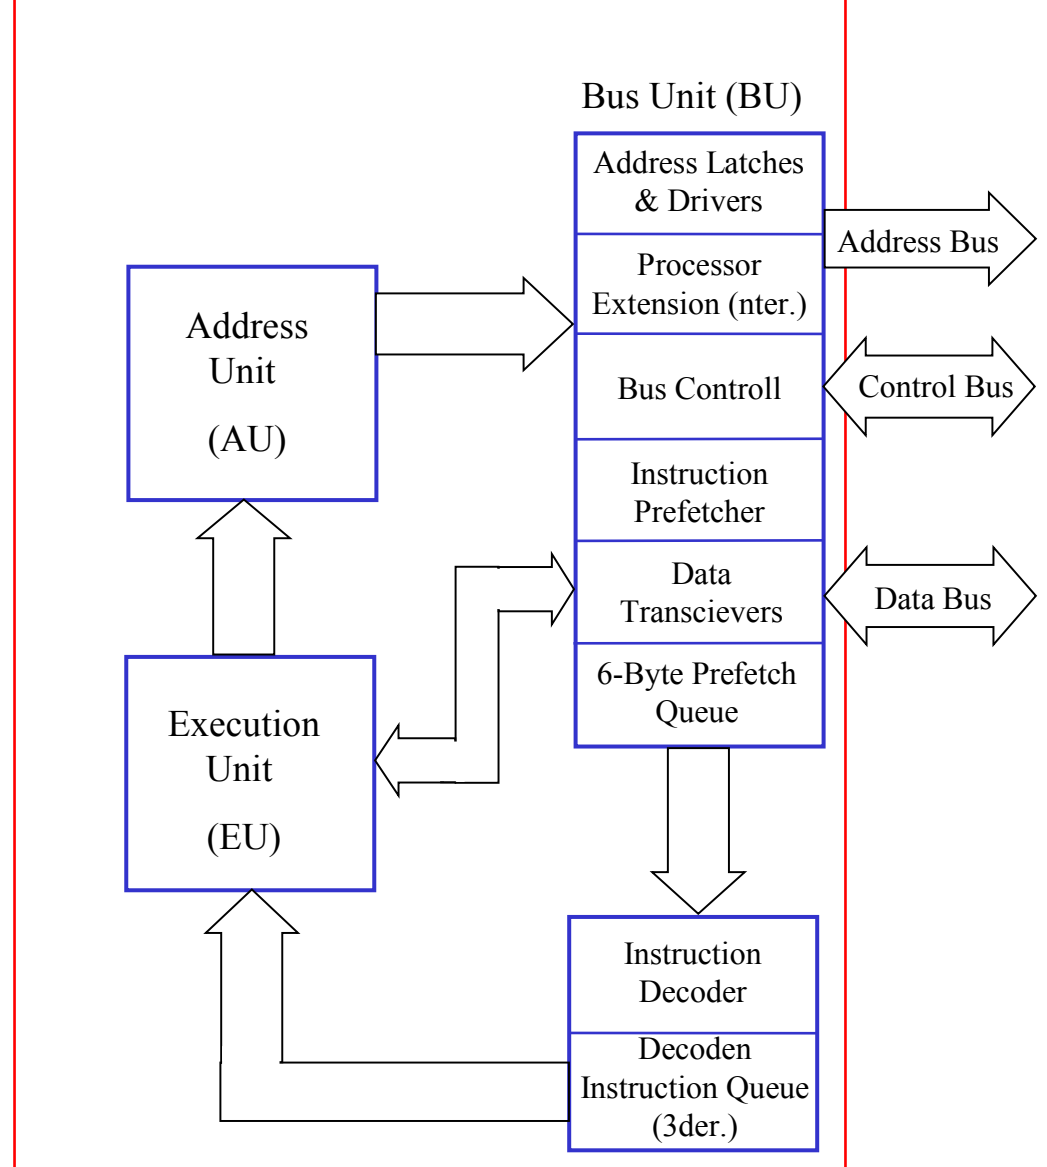 Bus Unit (BU)
Address Latches
& Drivers
Address Bus
Processor
Extension (nter.)
Address
Unit
(AU)
Bus Controll
Control Bus
Instruction
Prefetcher
Data
Transcievers
Data Bus
6-Byte Prefetch
Queue
Execution
Unit
(EU)
Instruction
Decoder
Decoden
Instruction Queue
(3der.)